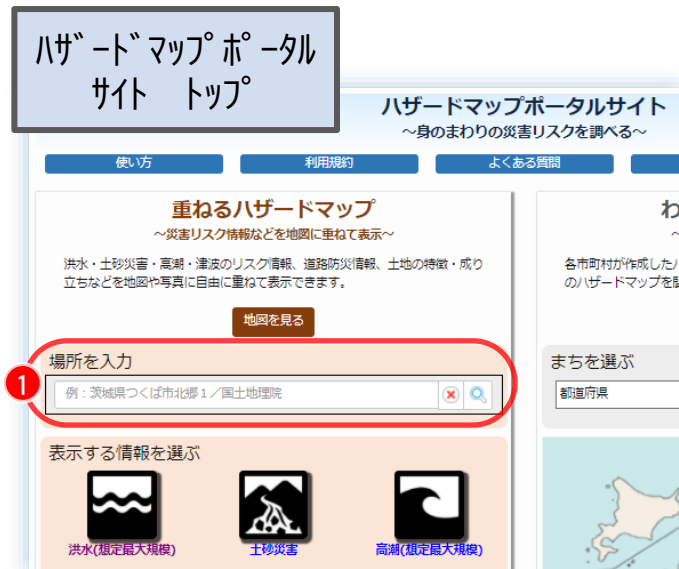 ﾊｻﾞｰﾄﾞﾏｯﾌﾟﾎﾟｰﾀﾙ
ｻｲﾄ　ﾄｯﾌﾟ
ハザードマップポータルサイト
～身のまわりの災害リスクを調べる～
使い方
利用規約
よくある質問
重ねるハザードマップ
～災害リスク情報などを地図に重ねて表示～
洪水・土砂災害・高潮・津波のリスク情報、道路防災情報、土地の特徴・成り
立ちなどを地図や写真に自由に重ねて表示できます。
地図を見る
1
場所を入力
例：茨城県つくば市北郷１／国土地理院
表示する情報を選ぶ
洪水(想定最大規模)
土砂災害
高潮(想定最大規模)
わ
～
各市町村が作成したハ
のハザードマップを閲
まちを選ぶ
都道府県